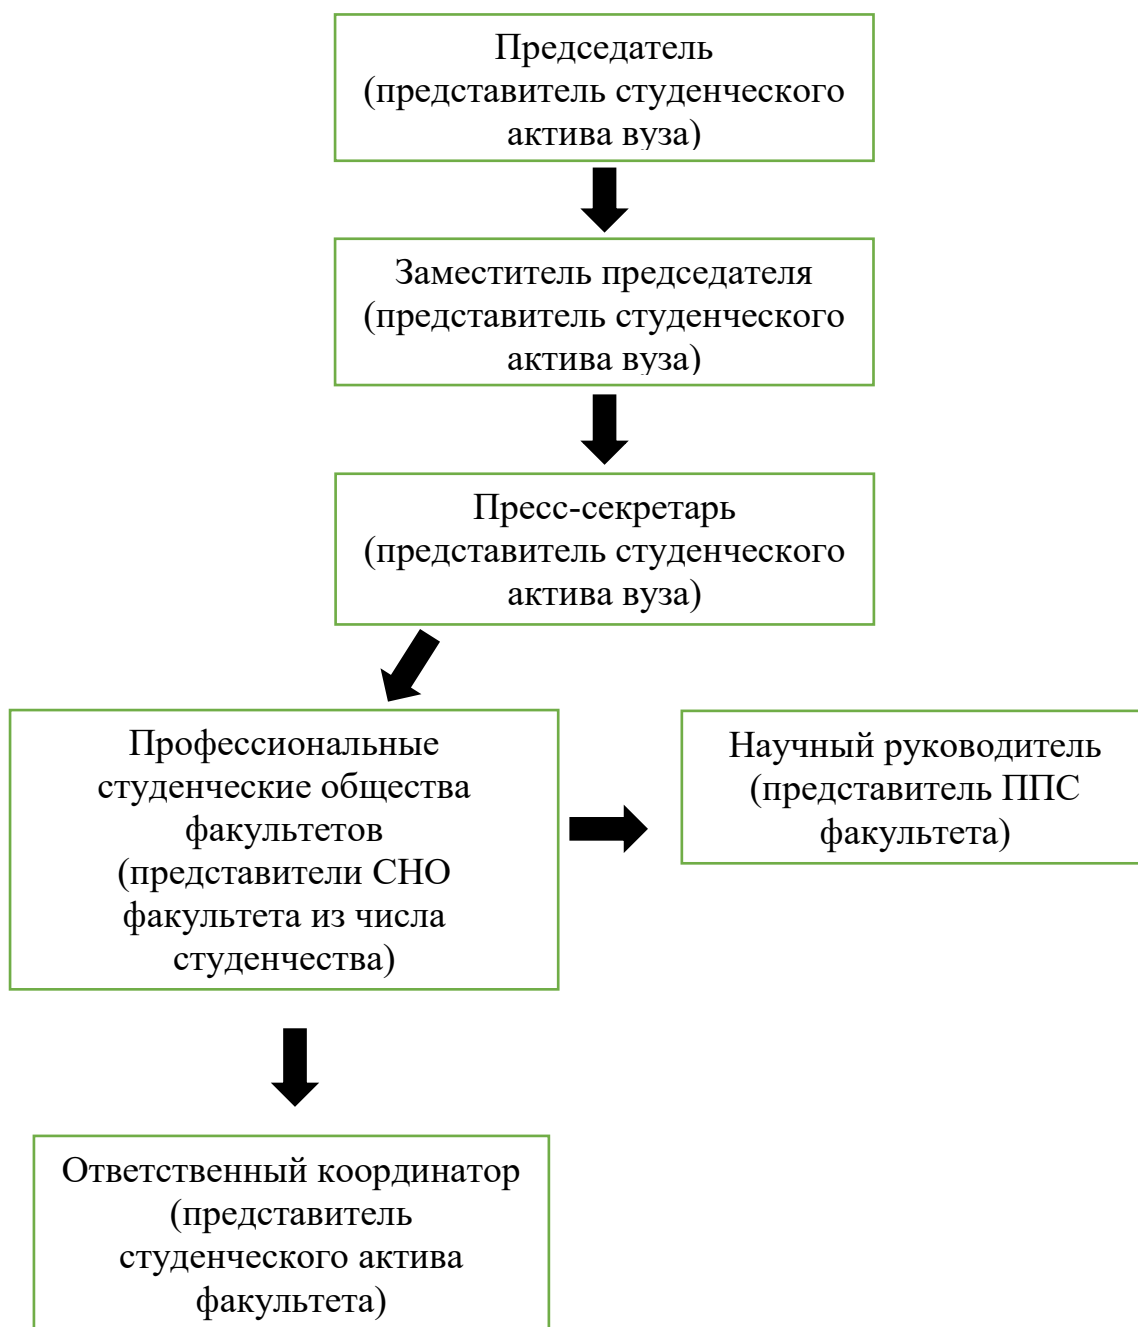 Председатель
(представитель студенческого
актива вуза)
Заместитель председателя
(представитель студенческого
актива вуза)
Пресс-секретарь
(представитель студенческого
актива вуза)
Профессиональные
студенческие общества
факультетов
(представители СНО
факультета из числа
студенчества)
Научный руководитель
(представитель ППС
факультета)
Ответственный координатор
(представитель
студенческого актива
факультета)